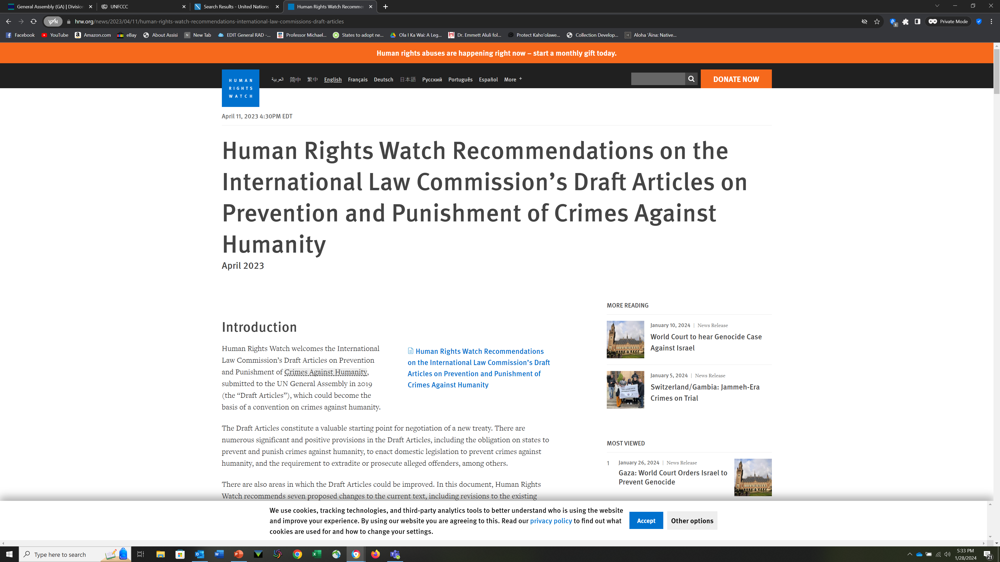 General Assembly (GA) | Division
UNFCCC
Search Results - United Nations
Human Rights Watch Recommen
VPN
hrw.org/news/2023/04/11/human-rights-watch-recommendations-international-law-commissions-draft-articles
1
Private Mode
Facebook
YouTube
Amazon.com
eBay
About Assisi
New Tab
EDIT General RAD -...
Professor Michael...
States to adopt ne...
Ola I Ka Wai: A Leg...
Dr. Emmett Aluli fol...
Protect Kahoʻolawe...
Collection Develop...
Aloha ʻĀina: Native...
Human rights abuses are happening right now – start a monthly gift today.
HUMAN
RIGHTS
WATCH
العربية 简中 繁中 English Français Deutsch 日本語 Русский Português Español More +
DONATE NOW
April 11, 2023 4:30PM EDT
Human Rights Watch Recommendations on the
International Law Commission’s Draft Articles on
Prevention and Punishment of Crimes Against
Humanity
April 2023
Introduction
Human Rights Watch welcomes the International
Law Commission’s Draft Articles on Prevention
and Punishment of Crimes Against Humanity,
submitted to the UN General Assembly in 2019
(the “Draft Articles”), which could become the
basis of a convention on crimes against humanity.
Human Rights Watch Recommendations
on the International Law Commission’s Draft
Articles on Prevention and Punishment of
Crimes Against Humanity
The Draft Articles constitute a valuable starting point for negotiation of a new treaty. There are
numerous significant and positive provisions in the Draft Articles, including the obligation on states to
prevent and punish crimes against humanity, to enact domestic legislation to prevent crimes against
humanity, and the requirement to extradite or prosecute alleged offenders, among others.
There are also areas in which the Draft Articles could be improved. In this document, Human Rights
Watch recommends seven proposed changes to the current text, including revisions to the existing
MORE READING
January 10, 2024 | News Release
World Court to hear Genocide Case
Against Israel
January 5, 2024 | News Release
Switzerland/Gambia: Jammeh-Era
Crimes on Trial
MOST VIEWED
1
January 26, 2024 | News Release
Gaza: World Court Orders Israel to
Prevent Genocide
We use cookies, tracking technologies, and third-party analytics tools to better understand who is using the website
and improve your experience. By using our website you are agreeing to this. Read our privacy policy to find out what
cookies are used for and how to change your settings.
Accept
Other options
Type here to search
5:33 PM
1/28/2024
21